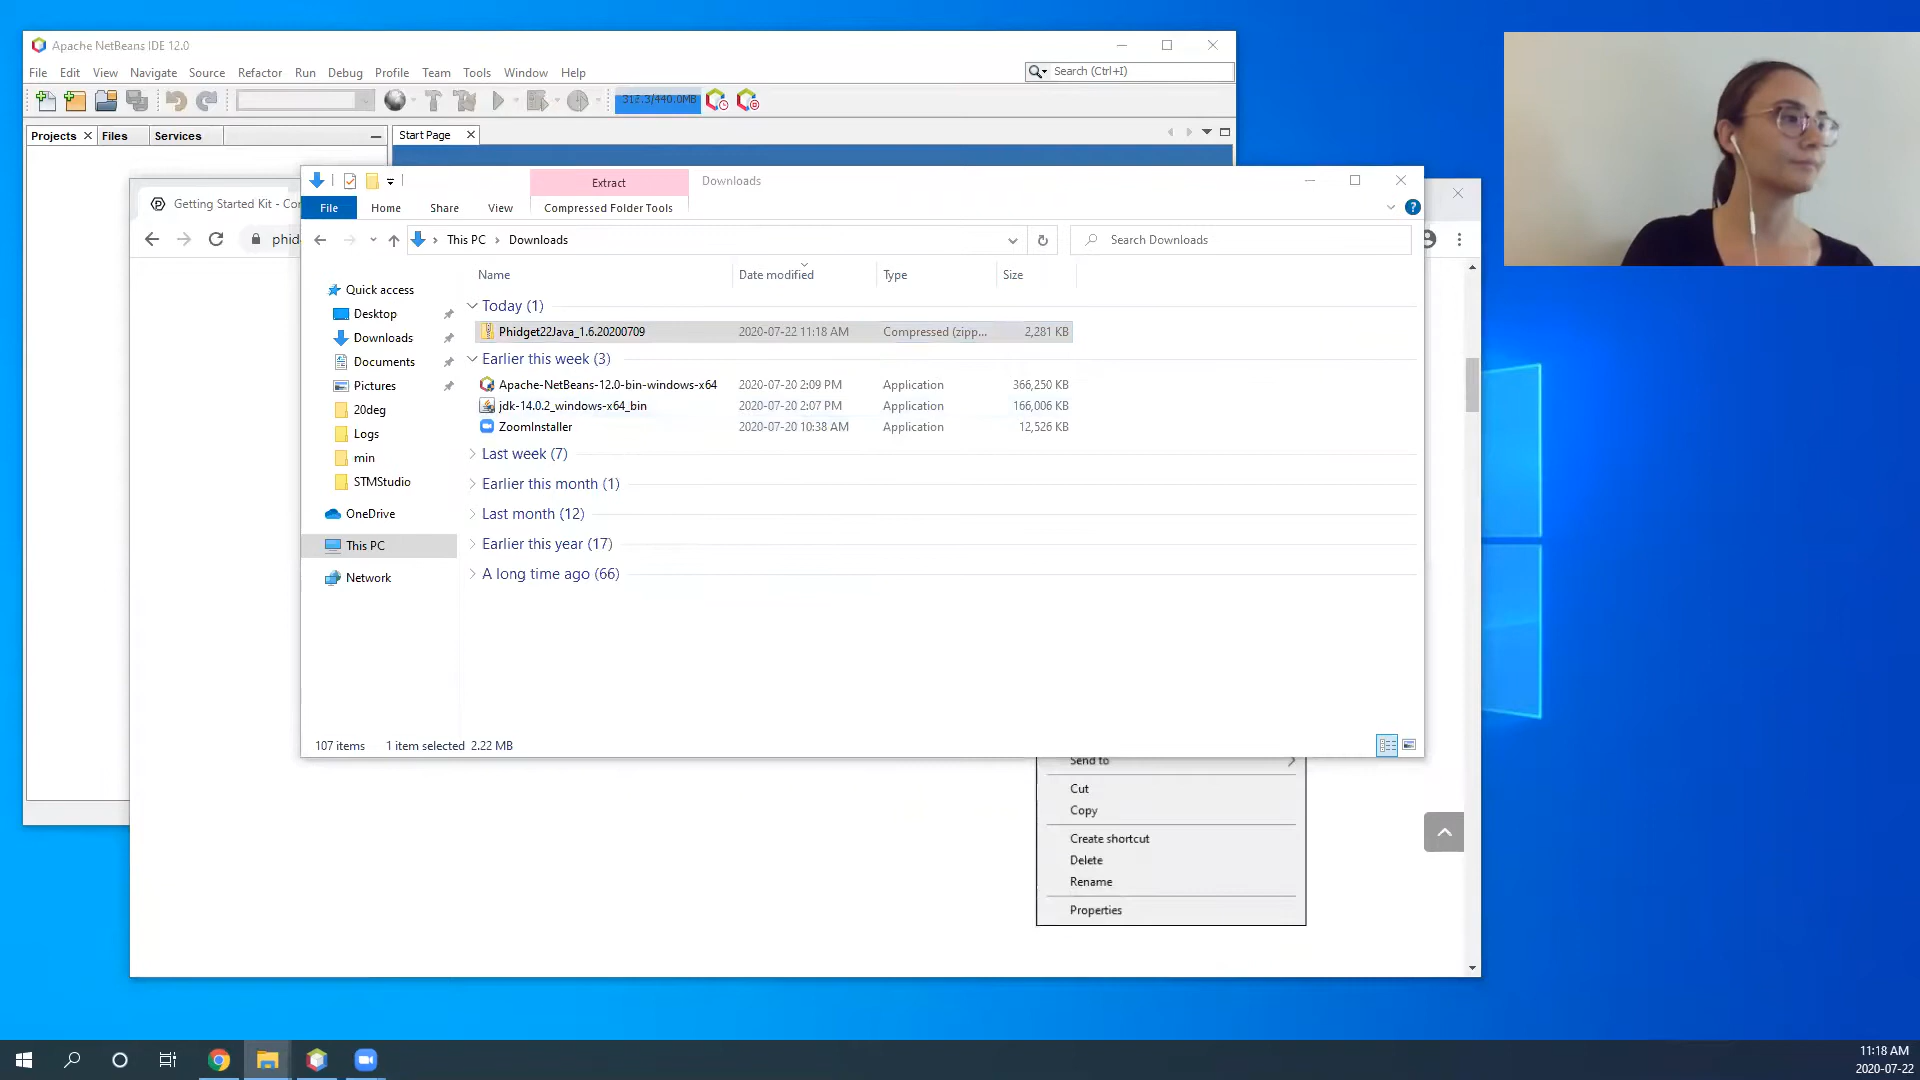 Apache NetBeans IDE 12.0
File Edit View Navigate Source Refactor Run Debug Profile Team Tools Window Help
Search (Ctrl+I)
Projects Files Services
Start Page
Getting Started Kit - Co
phid
Extract
Downloads
File Home Share View Compressed Folder Tools
This PC Downloads
Search Downloads
Name Date modified Type Size
Quick access
Desktop
Downloads
Documents
Pictures
20deg
Logs
min
STMStudio
OneDrive
This PC
Network
Today (1)
Phidget22Java_1.6.20200709 2020-07-22 11:18 AM Compressed (zipp... 2,281 KB
Earlier this week (3)
Apache-NetBeans-12.0-bin-windows-x64 2020-07-20 2:09 PM Application 366,250 KB
jdk-14.0.2_windows-x64_bin 2020-07-20 2:07 PM Application 166,006 KB
ZoomInstaller 2020-07-20 10:38 AM Application 12,526 KB
Last week (7)
Earlier this month (1)
Last month (12)
Earlier this year (17)
A long time ago (66)
107 items 1 item selected 2.22 MB
Send to
Cut
Copy
Create shortcut
Delete
Rename
Properties
11:18 AM
2020-07-22